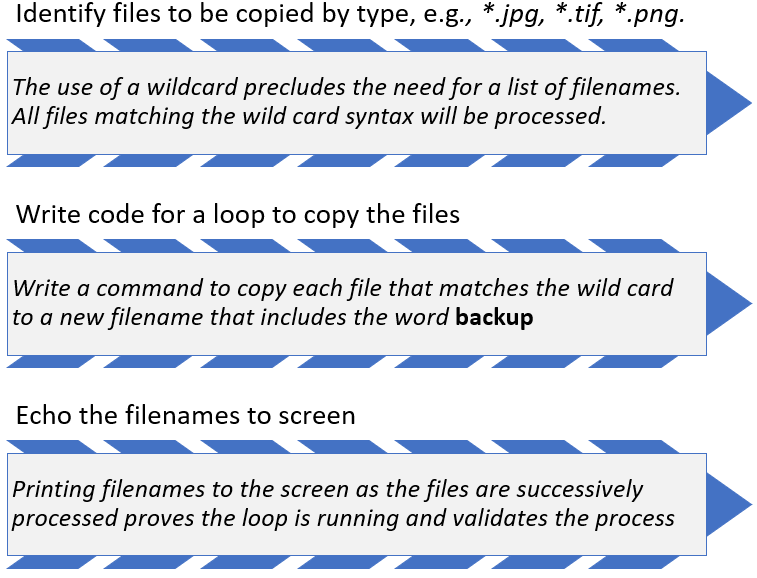 Identify files to be copied by type, e.g., *.jpg, *.tif, *.png.
The use of a wildcard precludes the need for a list of filenames.
All files matching the wild card syntax will be processed.
Write code for a loop to copy the files
Write a command to copy each file that matches the wild card
to a new filename that includes the word backup
Echo the filenames to screen
Printing filenames to the screen as the files are successively
processed proves the loop is running and validates the process